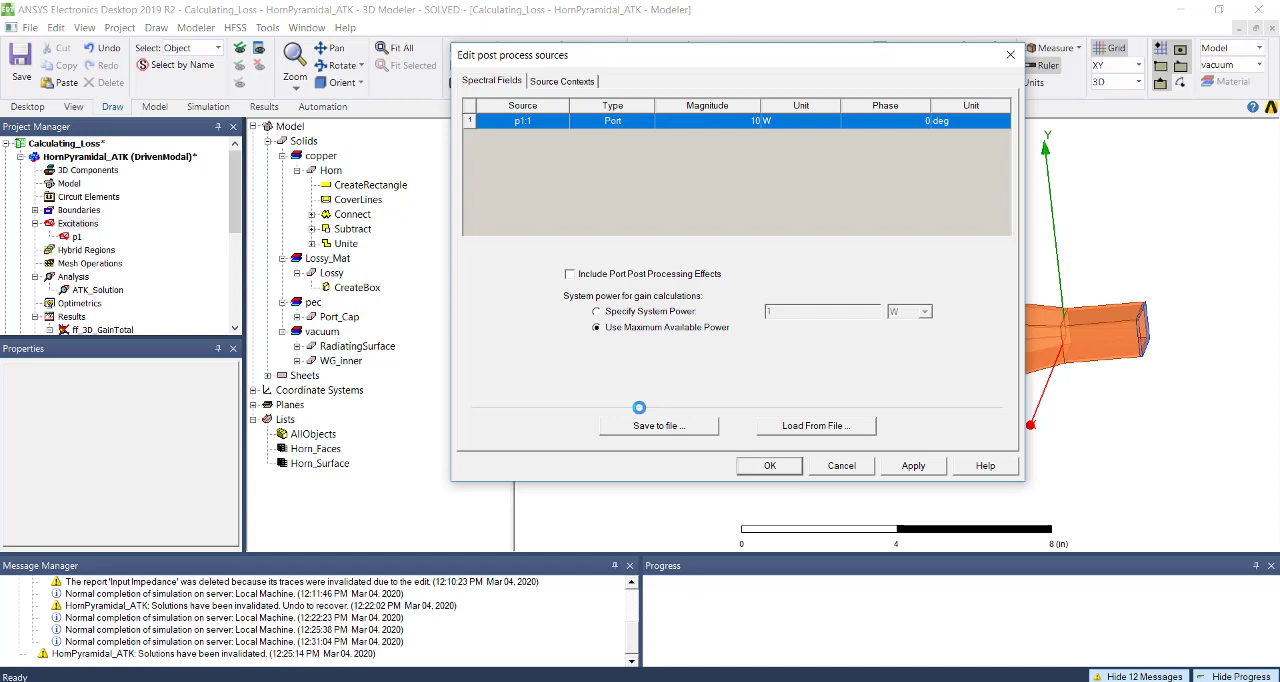 ANSYS Electronics Desktop 2019 R2 - Calculating_Loss - HornPyramidal_ATK - 3D Modeler - SOLVED - [Calculating_Loss - HornPyramidal_ATK - Modeler]
File Edit View Project Draw Modeler HFSS Tools Window Help
Save
Cut
Copy
Paste
Undo
Redo
Delete
Select: Object
Select by Name
Zoom
Pan
Rotate
Orient
Fit All
Fit Selected
Measure
Ruler
Units
Grid
XY
3D
Model
vacuum
Material
Desktop View Draw Model Simulation Results Automation
Project Manager
Calculating_Loss*
HornPyramidal_ATK (DrivenModal)*
3D Components
Model
Circuit Elements
Boundaries
Excitations
p1
Hybrid Regions
Mesh Operations
Analysis
ATK_Solution
Optimetrics
Results
ff_3D_GainTotal
Properties
Model
Solids
copper
Horn
CreateRectangle
CoverLines
Connect
Subtract
Unite
Lossy_Mat
Lossy
CreateBox
pec
Port_Cap
vacuum
RadiatingSurface
WG_inner
Sheets
Coordinate Systems
Planes
Lists
AllObjects
Horn_Faces
Horn_Surface
Edit post process sources
Spectral Fields Source Contexts
Source Type Magnitude Unit Phase Unit
1 p1:1 Port 10 W 0 deg
Include Port Post Processing Effects
System power for gain calculations:
Specify System Power: 1 W
Use Maximum Available Power
Save to file ... Load From File ...
OK Cancel Apply Help
Y
0 4 8 (in)
Message Manager
The report 'Input Impedance' was deleted because its traces were invalidated due to the edit. (12:10:23 PM Mar 04, 2020)
Normal completion of simulation on server: Local Machine. (12:11:46 PM Mar 04, 2020)
HornPyramidal_ATK: Solutions have been invalidated. Undo to recover. (12:22:02 PM Mar 04, 2020)
Normal completion of simulation on server: Local Machine. (12:22:23 PM Mar 04, 2020)
Normal completion of simulation on server: Local Machine. (12:25:38 PM Mar 04, 2020)
Normal completion of simulation on server: Local Machine. (12:31:04 PM Mar 04, 2020)
HornPyramidal_ATK: Solutions have been invalidated. (12:25:14 PM Mar 04, 2020)
Progress
Ready
Hide 12 Messages
Hide Progress